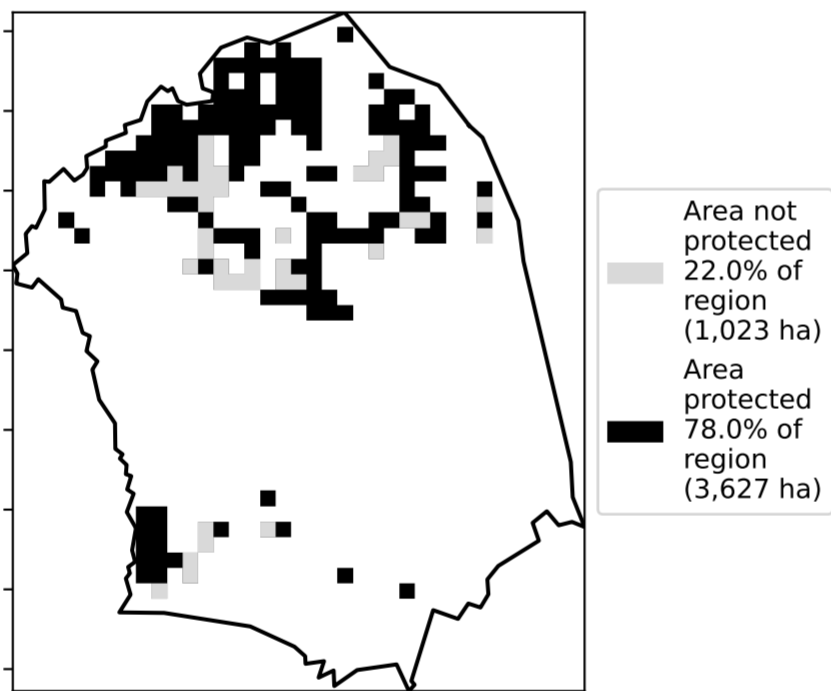 Area not
protected
22.0% of
region
(1,023 ha)
Area
protected
78.0% of
region
(3,627 ha)